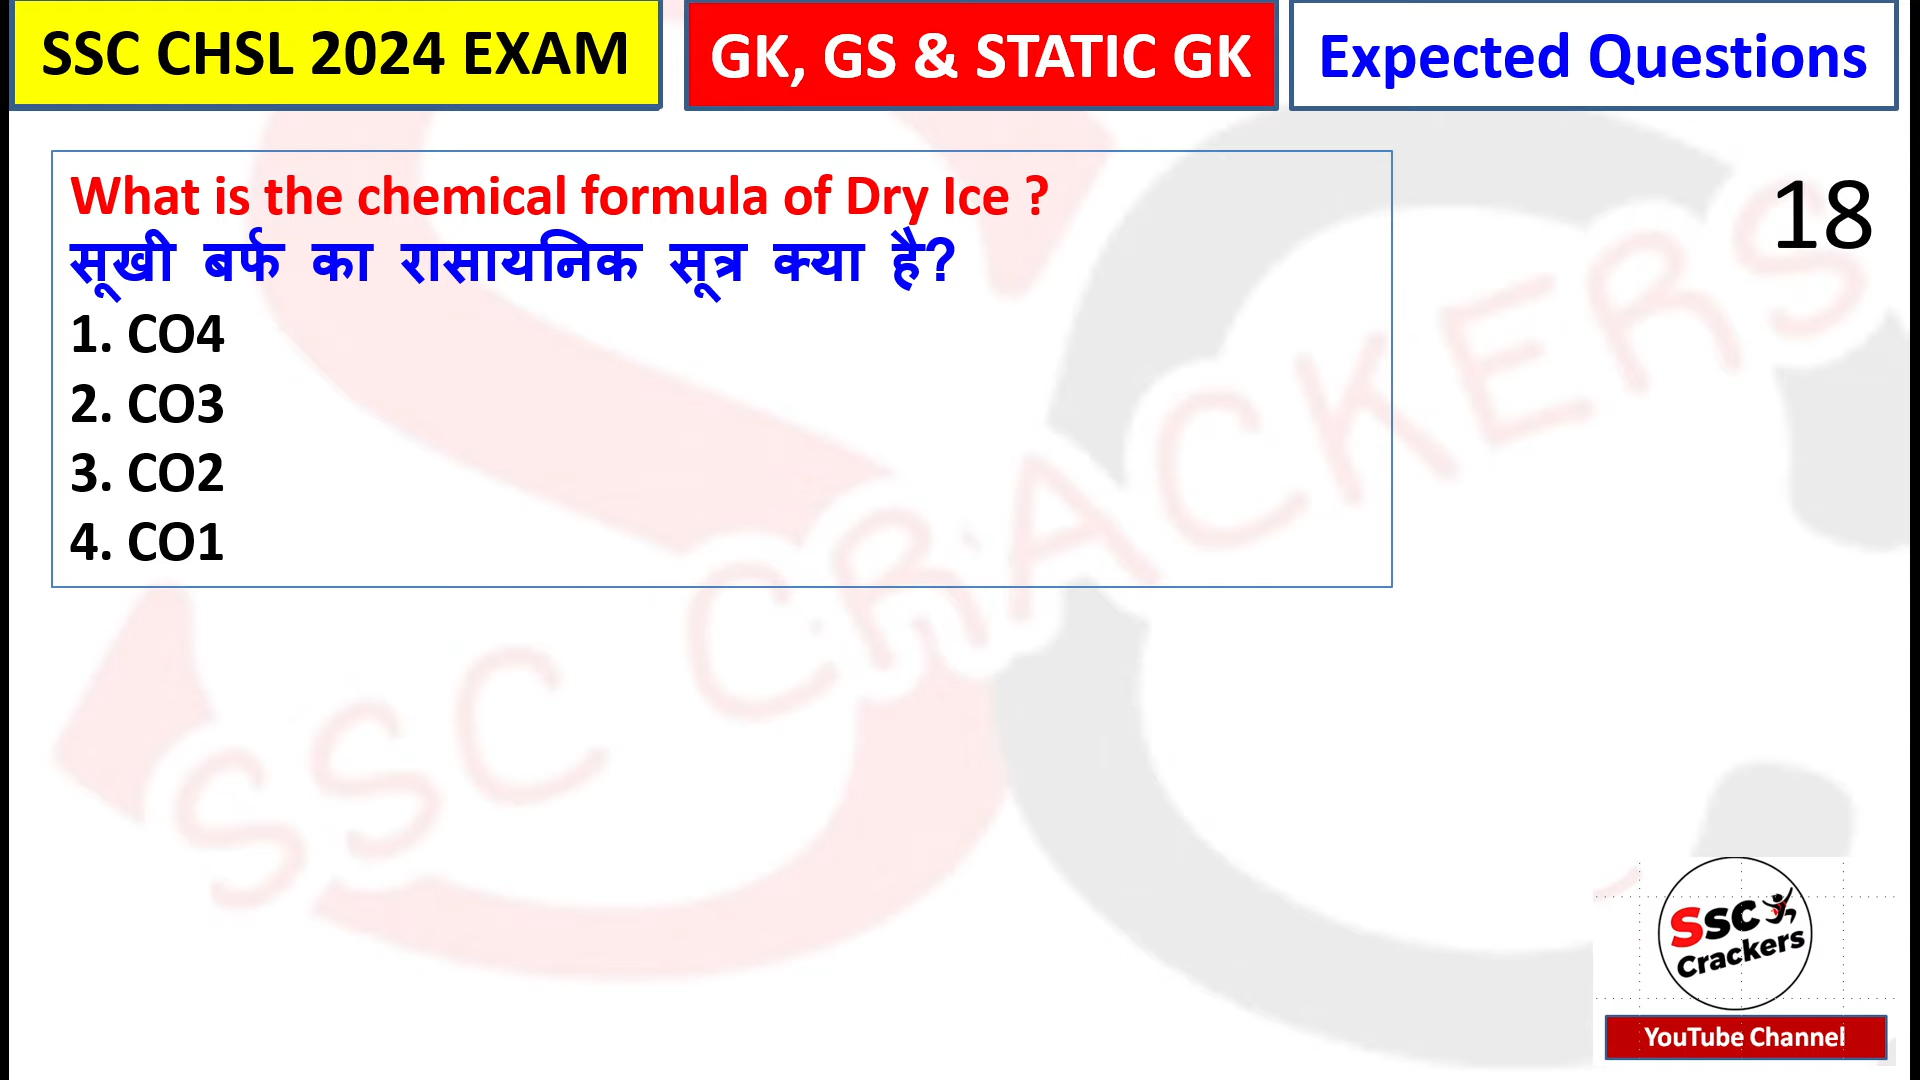 SSC CHSL 2024 EXAM
GK, GS & STATIC GK
Expected Questions
18
What is the chemical formula of Dry Ice ?
सूखी बर्फ का रासायनिक सूत्र क्या है?
1. CO4
2. CO3
3. CO2
4. CO1
SSC CRACKERS
SSC
Crackers
YouTube Channel